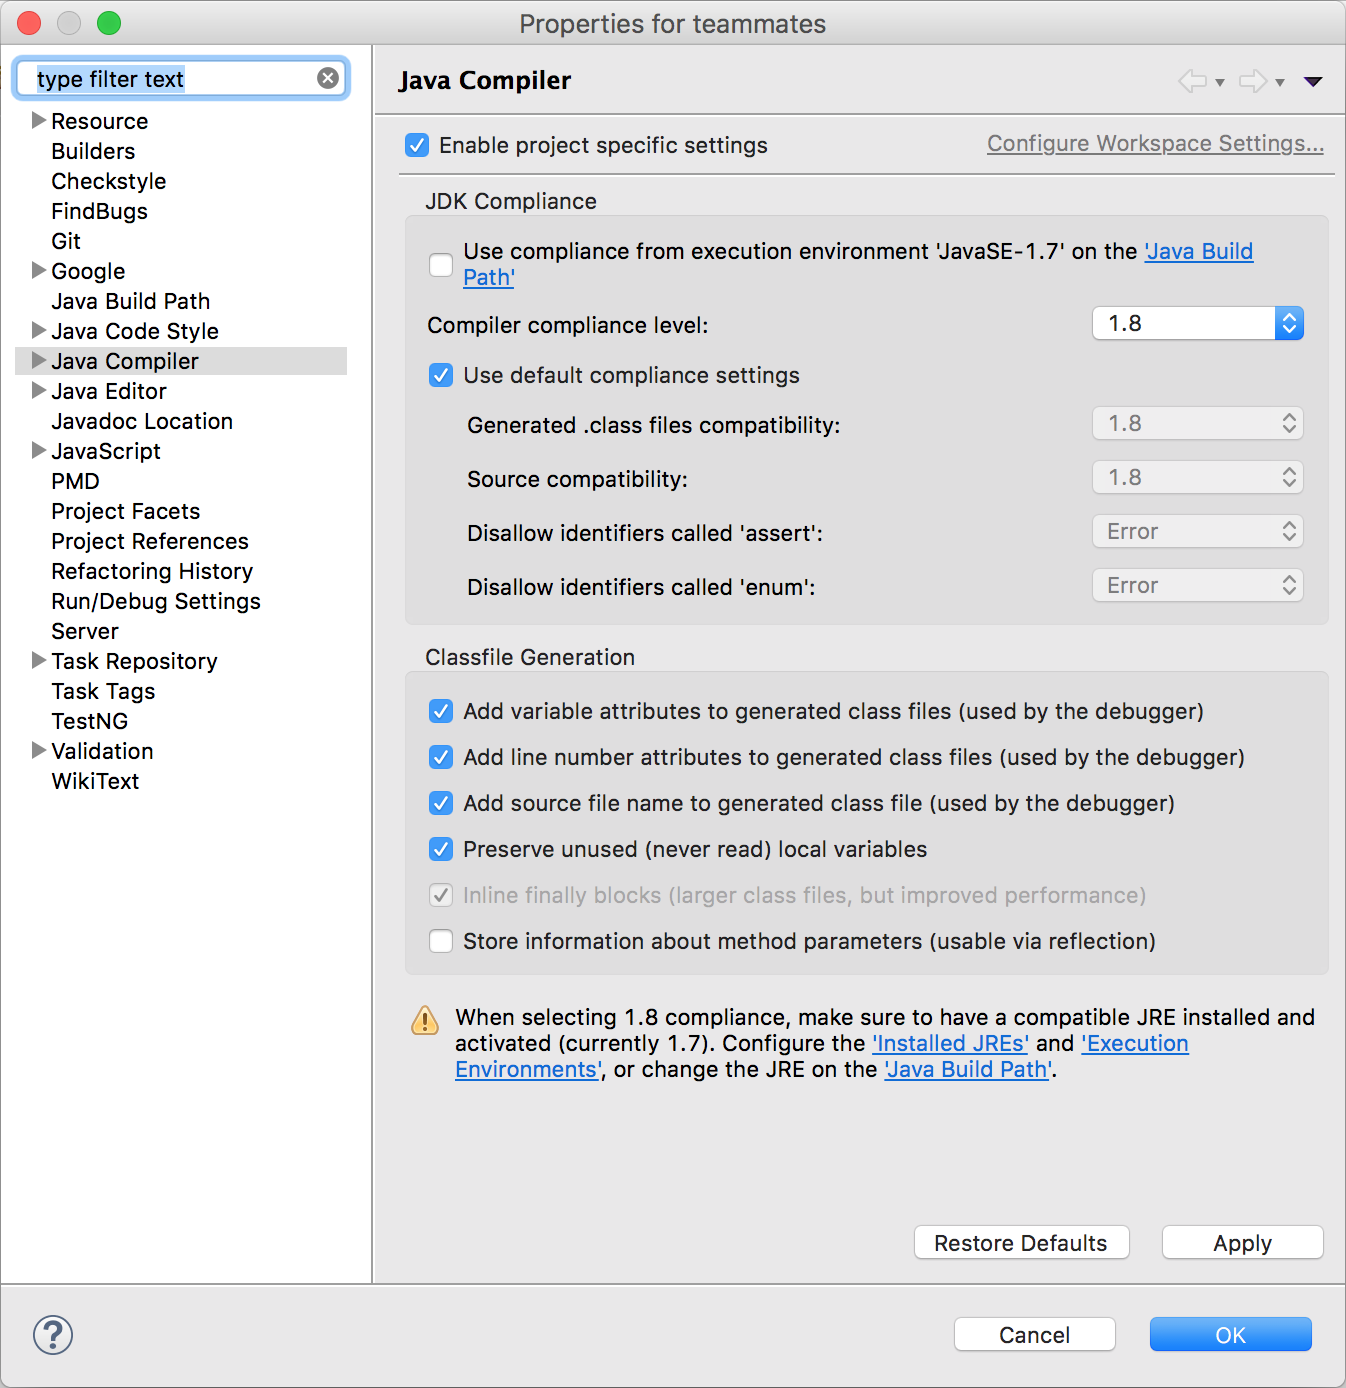 Properties for teammates
type filter text
Resource
Builders
Checkstyle
FindBugs
Git
Google
Java Build Path
Java Code Style
Java Compiler
Java Editor
Javadoc Location
JavaScript
PMD
Project Facets
Project References
Refactoring History
Run/Debug Settings
Server
Task Repository
Task Tags
TestNG
Validation
WikiText
Java Compiler
Enable project specific settings
Configure Workspace Settings...
JDK Compliance
Use compliance from execution environment 'JavaSE-1.7' on the 'Java Build
Path'
Compiler compliance level:
1.8
Use default compliance settings
Generated .class files compatibility:
1.8
Source compatibility:
1.8
Disallow identifiers called 'assert':
Error
Disallow identifiers called 'enum':
Error
Classfile Generation
Add variable attributes to generated class files (used by the debugger)
Add line number attributes to generated class files (used by the debugger)
Add source file name to generated class file (used by the debugger)
Preserve unused (never read) local variables
Inline finally blocks (larger class files, but improved performance)
Store information about method parameters (usable via reflection)
When selecting 1.8 compliance, make sure to have a compatible JRE installed and
activated (currently 1.7). Configure the 'Installed JREs' and 'Execution
Environments', or change the JRE on the 'Java Build Path'.
Restore Defaults
Apply
?
Cancel
OK